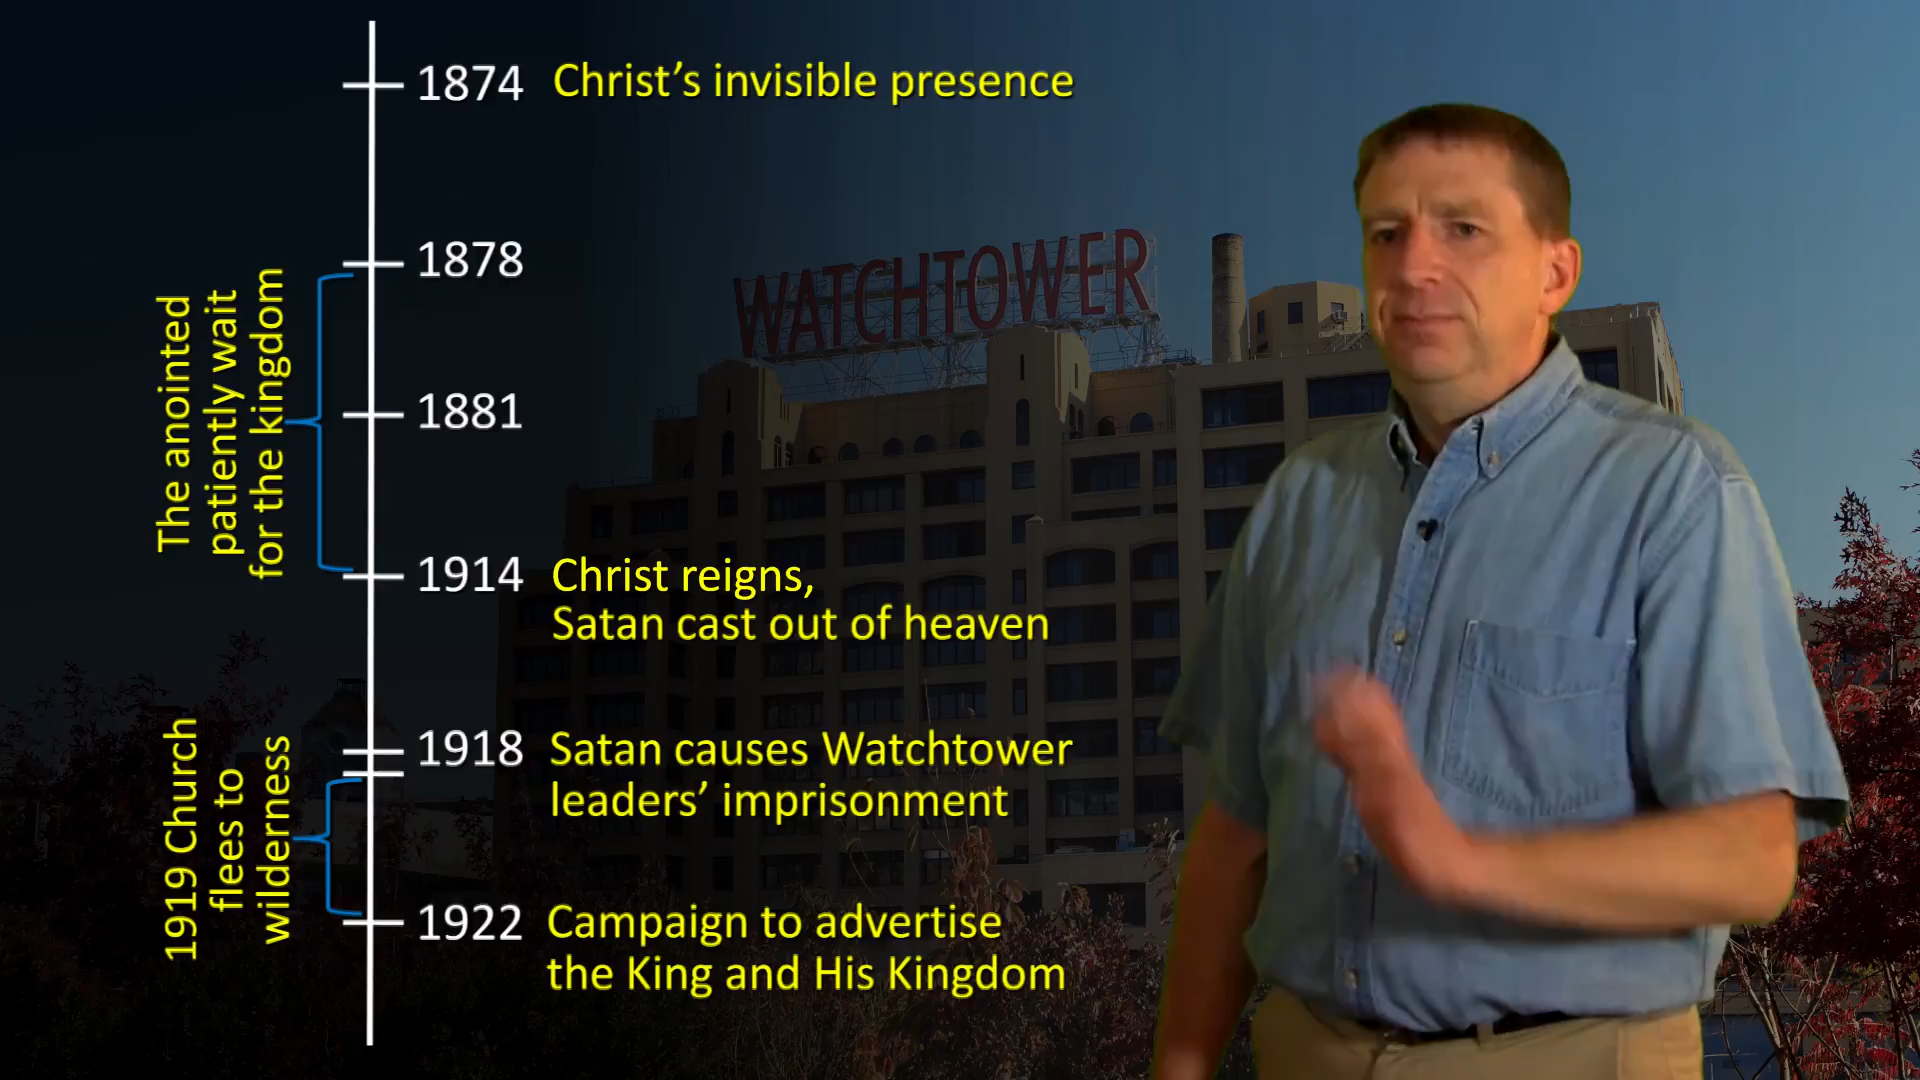 1874 Christ's invisible presence
1878
WATCHTOWER
The anointed
patiently wait
for the kingdom
1881
1914 Christ reigns,
Satan cast out of heaven
1918 Satan causes Watchtower
leaders' imprisonment
1919 Church
flees to
wilderness
1922 Campaign to advertise
the King and His Kingdom